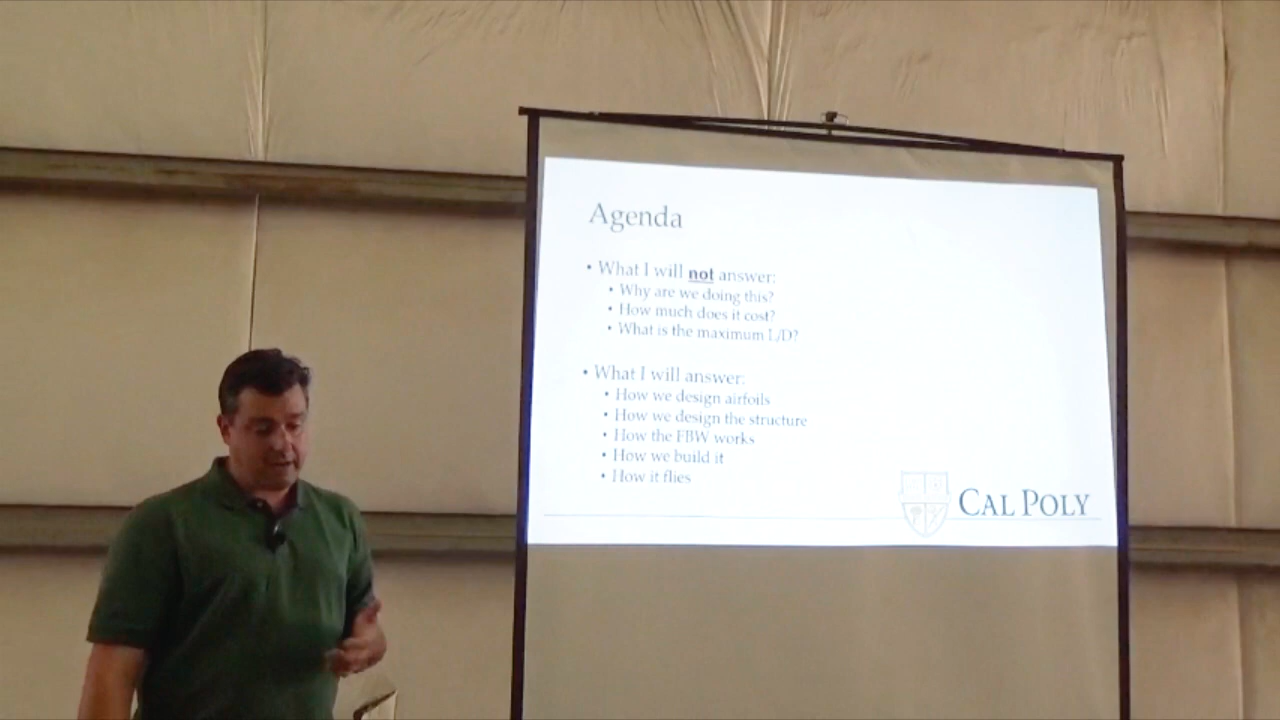 Agenda
• What I will not answer:
• Why are we doing this?
• How much does it cost?
• What is the maximum L/D?
• What I will answer:
• How we design airfoils
• How we design the structure
• How the FBW works
• How we build it
• How it flies
CAL POLY